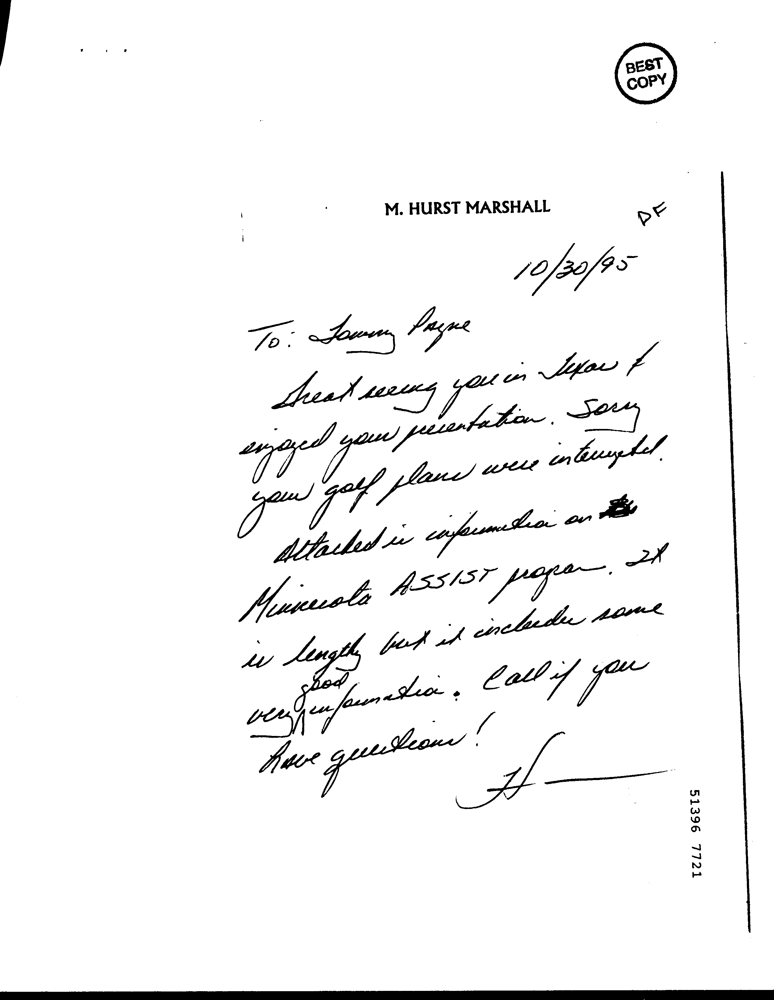 BEST
COPY
M. HURST MARSHALL
DF
10/30/95
To: Tommy Payne
Great seeing you in Texas &
enjoyed your presentation. Sorry
your golf plans were interrupted.
Attached is information on
Minnesota ASSIST program. It
is lengthy but it includes some
very good information. Call if you
have questions!
H
51396 7721